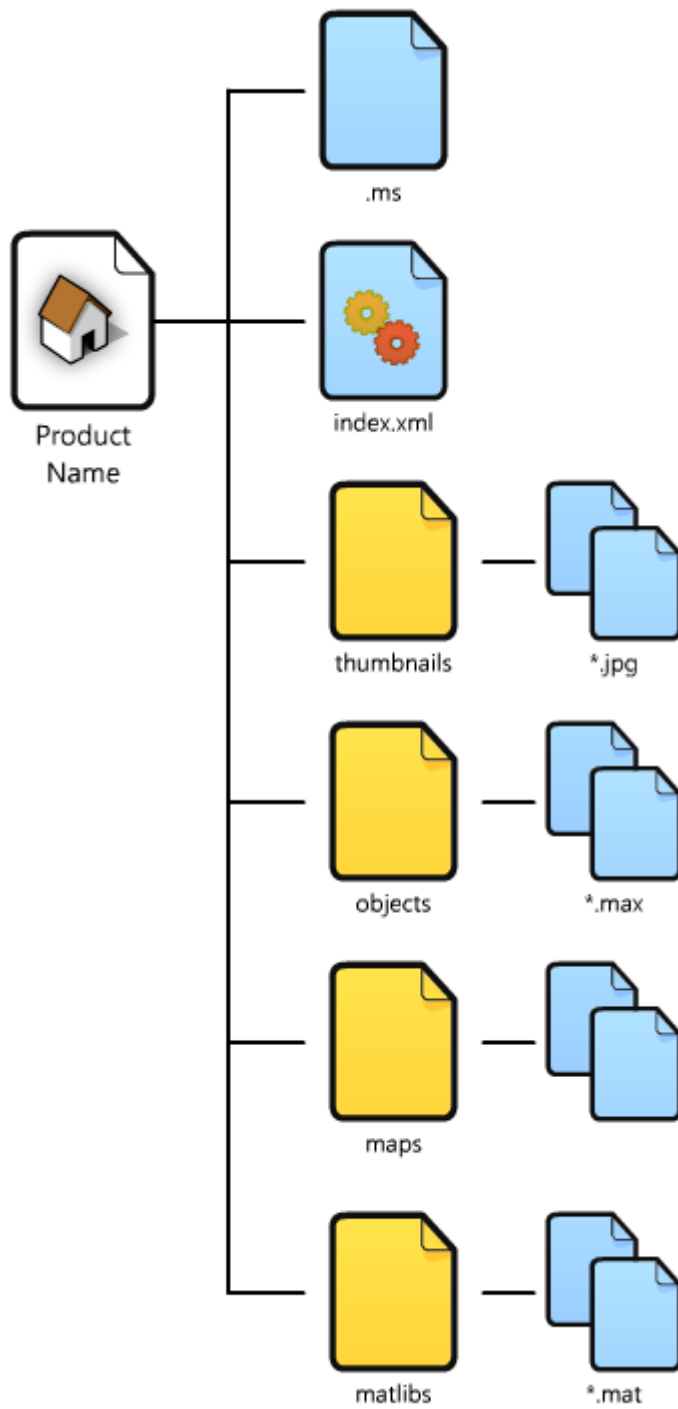 .ms
Product
Name
index.xml
thumbnails
*.jpg
objects
*.max
maps
matlibs
*.mat